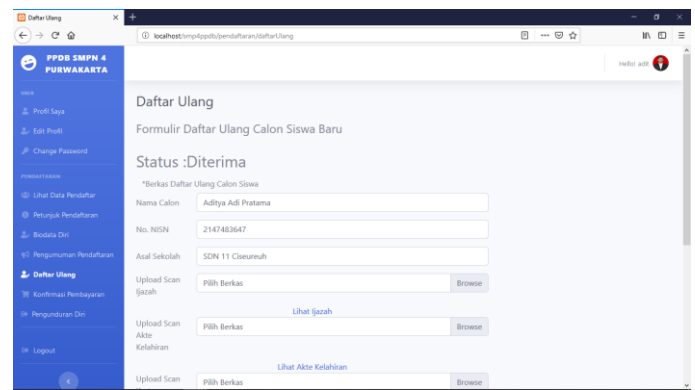 Daftar Ulang
localhost/smp4ppdb/pendaftaran/daftarUlang
PPDB SMPN 4
PURWAKARTA
Hello! adit
Profil Saya
Edit Profil
Change Password
PENDAFTARAN
Lihat Data Pendaftar
Petunjuk Pendaftaran
Biodata Diri
Pengumuman Pendaftaran
Daftar Ulang
Konfirmasi Pembayaran
Pengunduran Diri
Logout
Daftar Ulang
Formulir Daftar Ulang Calon Siswa Baru
Status :Diterima
*Berkas Daftar Ulang Calon Siswa
Nama Calon Aditya Adi Pratama
No. NISN 2147483647
Asal Sekolah SDN 11 Ciseureuh
Upload Scan Ijazah Pilih Berkas Browse
Lihat Ijazah
Upload Scan Akte Kelahiran Pilih Berkas Browse
Lihat Akte Kelahiran
Upload Scan Pilih Berkas Browse